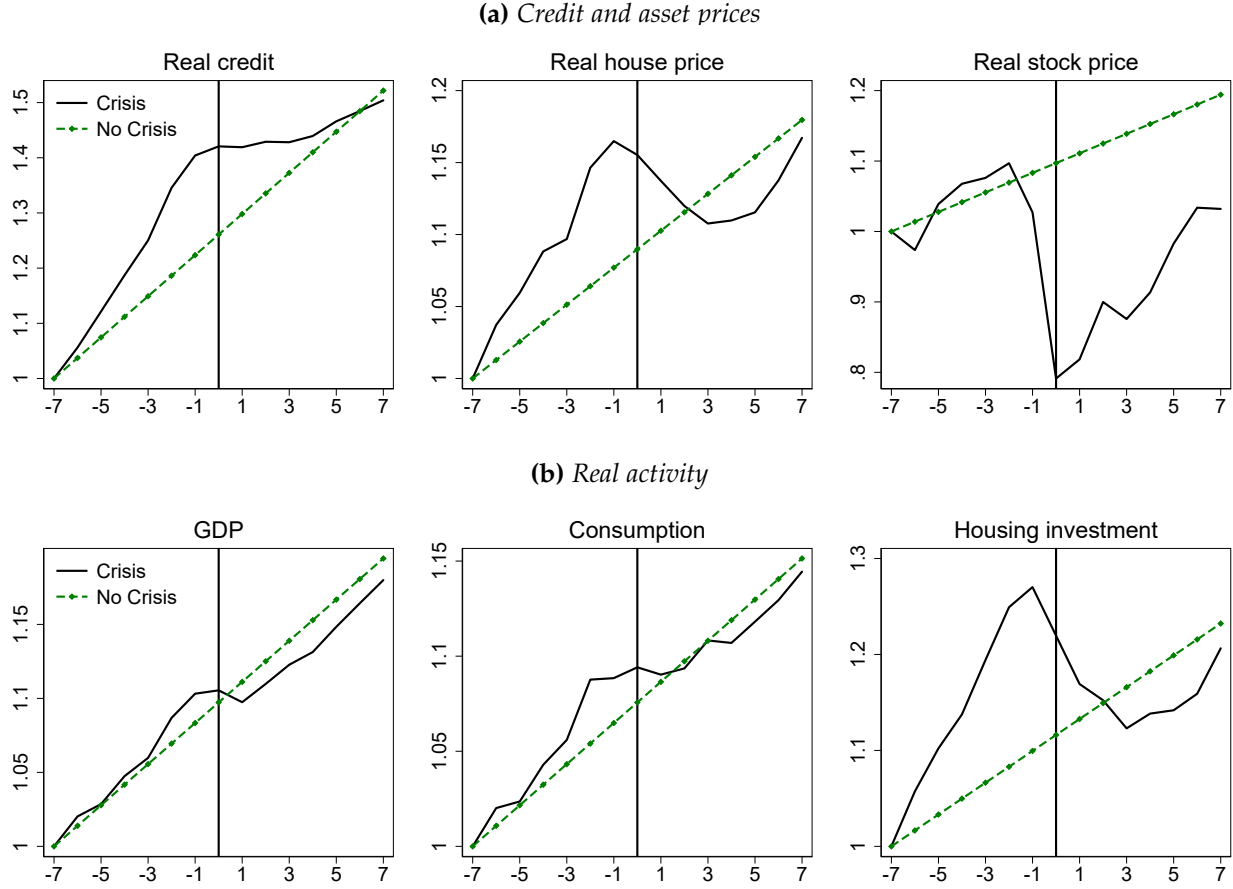 (a) Credit and asset prices
Real credit
Real house price
Real stock price
Crisis
No Crisis
1.5
1.4
1.3
1.2
1.1
1
-7 -5 -3 -1 1 3 5 7
1.2
1.15
1.1
1.05
1
-7 -5 -3 -1 1 3 5 7
1.2
1.1
1
.9
.8
-7 -5 -3 -1 1 3 5 7
(b) Real activity
GDP
Consumption
Housing investment
Crisis
No Crisis
1.15
1.1
1.05
1
-7 -5 -3 -1 1 3 5 7
1.15
1.1
1.05
1
-7 -5 -3 -1 1 3 5 7
1.3
1.2
1.1
1
-7 -5 -3 -1 1 3 5 7